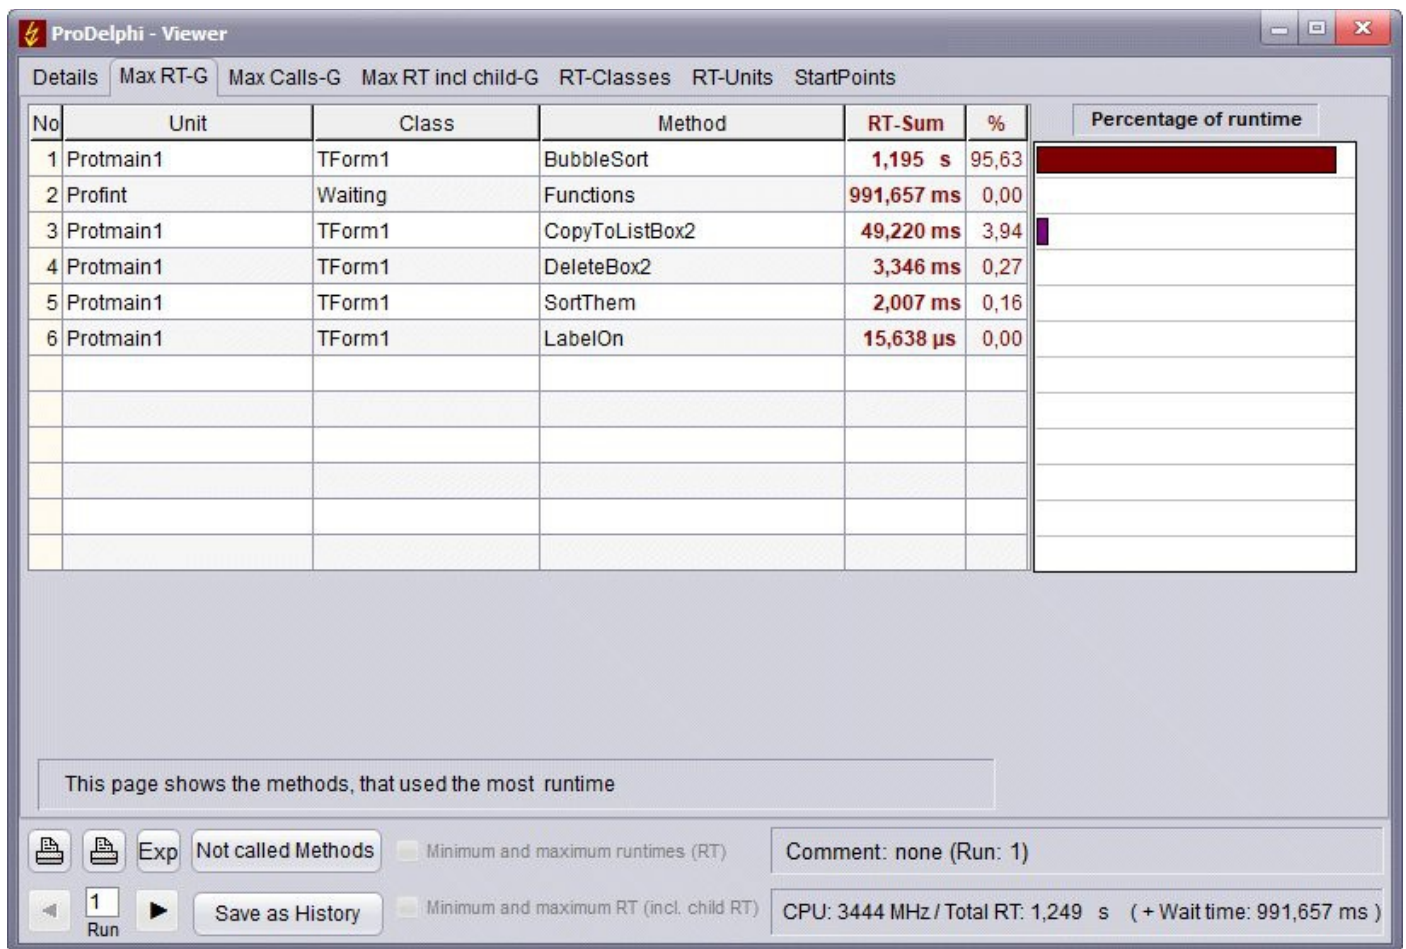 ProDelphi - Viewer
Details Max RT-G Max Calls-G Max RT incl child-G RT-Classes RT-Units StartPoints
No Unit Class Method RT-Sum % Percentage of runtime
1 Protmain1 TForm1 BubbleSort 1,195 s 95,63
2 Profint Waiting Functions 991,657 ms 0,00
3 Protmain1 TForm1 CopyToListBox2 49,220 ms 3,94
4 Protmain1 TForm1 DeleteBox2 3,346 ms 0,27
5 Protmain1 TForm1 SortThem 2,007 ms 0,16
6 Protmain1 TForm1 LabelOn 15,638 µs 0,00
This page shows the methods, that used the most runtime
Exp Not called Methods Minimum and maximum runtimes (RT) Comment: none (Run: 1)
1 Save as History Minimum and maximum RT (incl. child RT) CPU: 3444 MHz / Total RT: 1,249 s ( + Wait time: 991,657 ms )
Run